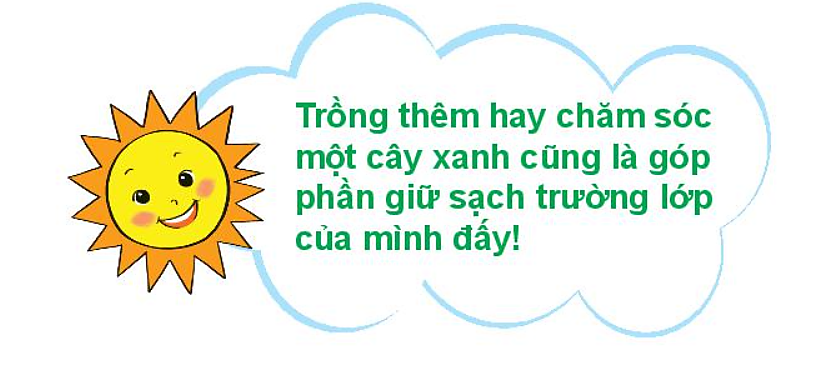 Trồng thêm hay chăm sóc
một cây xanh cũng là góp
phần giữ sạch trường lớp
của mình đấy!